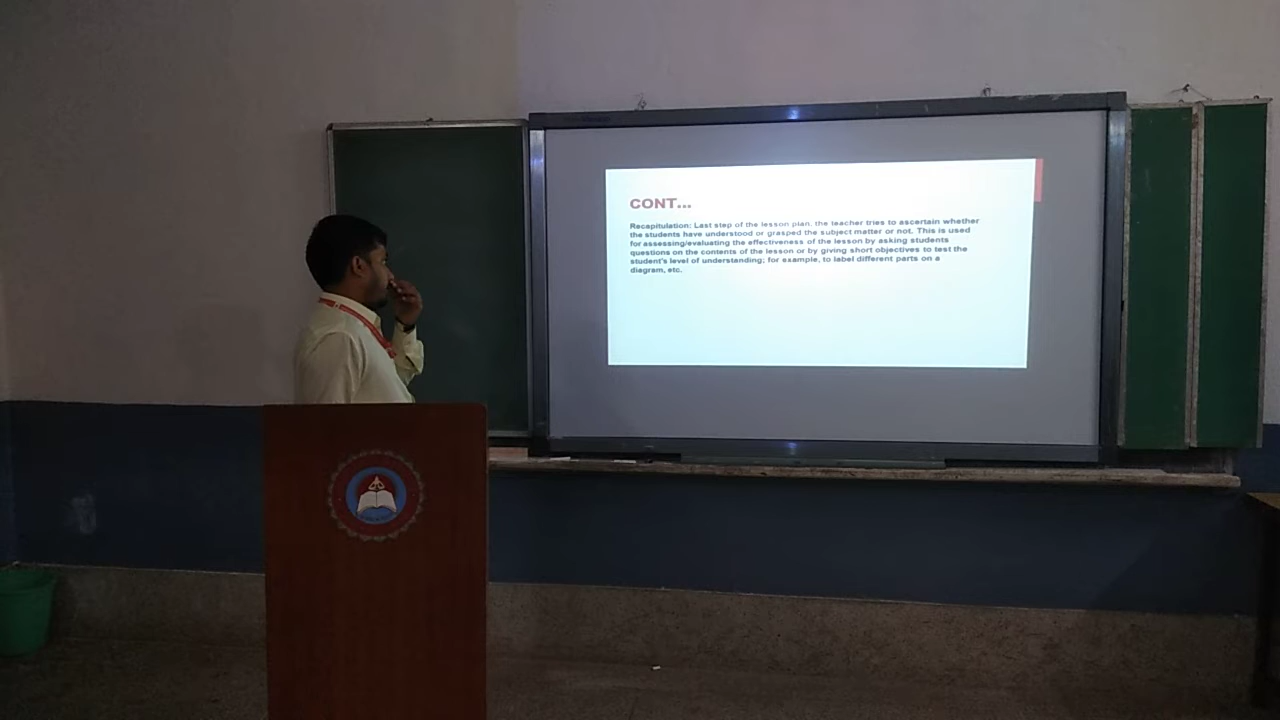 CONT...
Recapitulation: Last step of the lesson plan, the teacher tries to ascertain whether
the students have understood or grasped the subject matter or not. This is used
for assessing/evaluating the effectiveness of the lesson by asking students
questions on the contents of the lesson or by giving short objectives to test the
student's level of understanding; for example, to label different parts on a
diagram, etc.